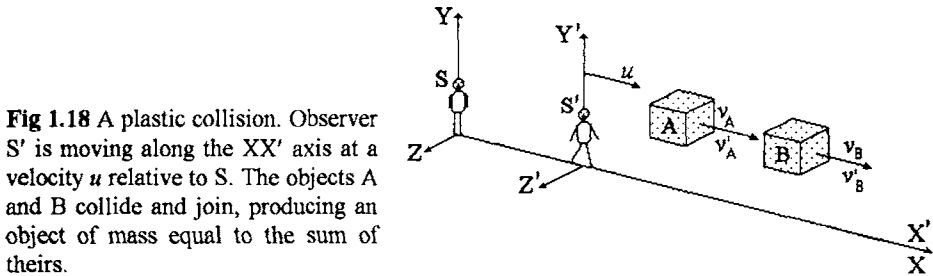 Y
Y'
u
S
S'
A
v_A
v'_A
B
v_B
v'_B
Z
Z'
X'
X
Fig 1.18 A plastic collision. Observer
S' is moving along the XX' axis at a
velocity u relative to S. The objects A
and B collide and join, producing an
object of mass equal to the sum of
theirs.